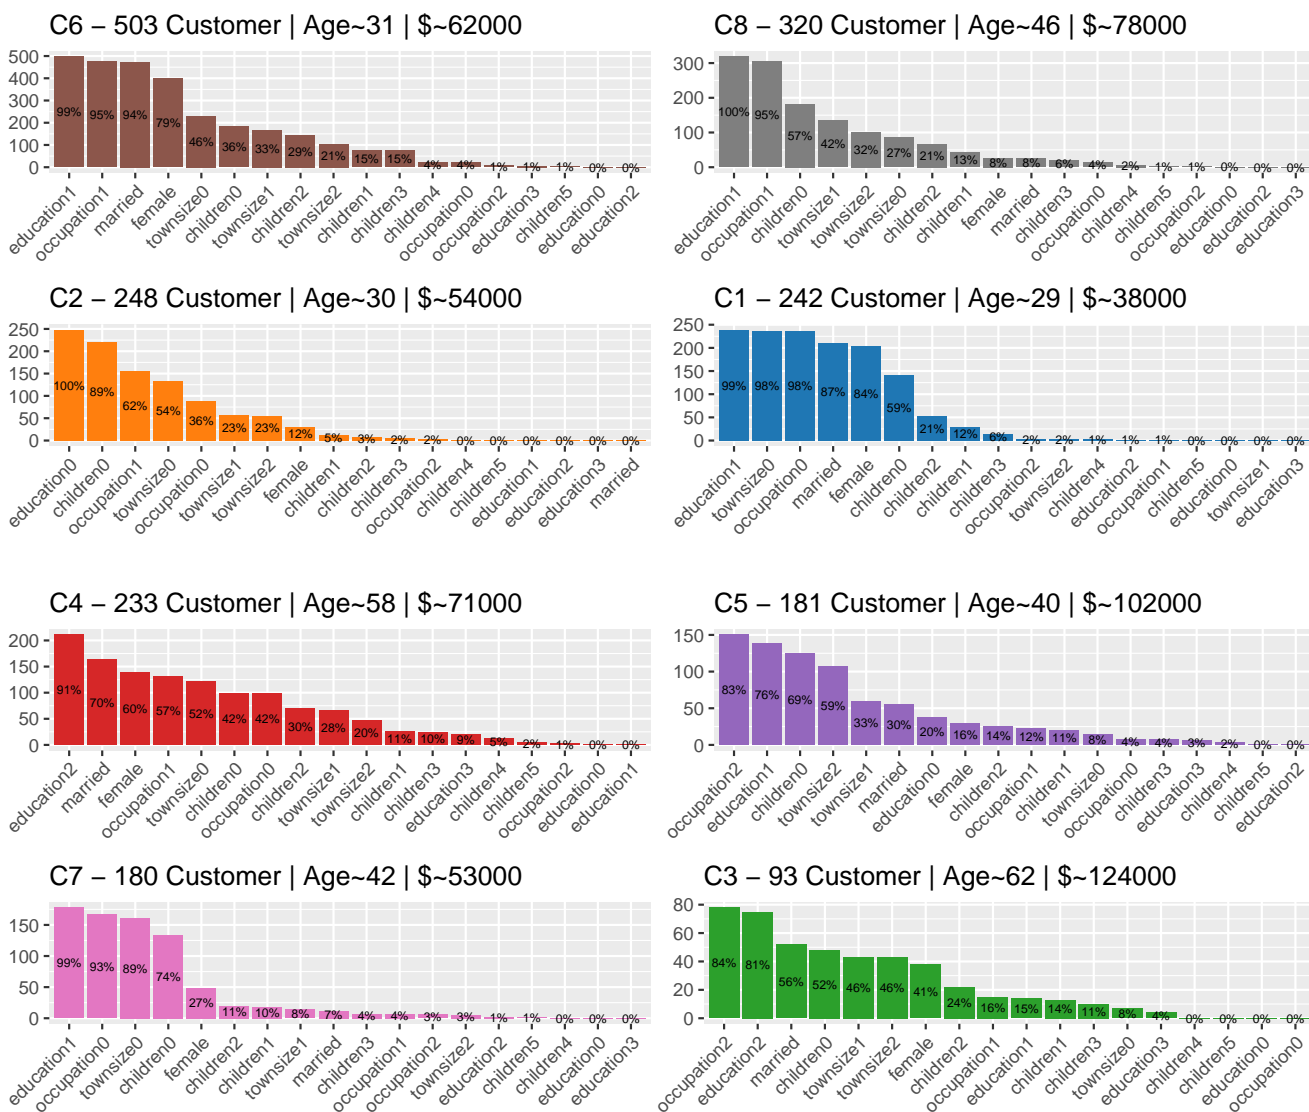 C6 – 503 Customer | Age~31 | $~62000
500
400
300
200
100
0
99% 95% 94% 79% 46% 36% 33% 29% 21% 15% 15% 4% 4% 1% 1% 1% 0% 0%
education1 occupation1 married female townsize0 children0 townsize1 children2 townsize2 children1 children3 children4 occupation0 occupation2 education3 children5 education0 education2
C8 – 320 Customer | Age~46 | $~78000
300
200
100
0
100% 95% 57% 42% 32% 27% 21% 13% 8% 8% 6% 4% 2% 1% 1% 0% 0% 0%
education1 occupation1 children0 townsize1 townsize2 townsize0 children2 children1 female married children3 occupation0 children4 children5 occupation2 education0 education2 education3
C2 – 248 Customer | Age~30 | $~54000
250
200
150
100
50
0
100% 89% 62% 54% 36% 23% 23% 12% 5% 3% 2% 2% 0% 0% 0% 0% 0% 0%
education0 children0 occupation1 townsize0 occupation0 townsize1 townsize2 female children1 children2 children3 occupation2 children4 children5 education1 education2 education3 married
C1 – 242 Customer | Age~29 | $~38000
250
200
150
100
50
0
99% 98% 98% 87% 84% 59% 21% 12% 6% 2% 2% 1% 1% 1% 0% 0% 0% 0%
education1 townsize0 occupation0 married female children0 children2 children1 children3 occupation2 townsize2 children4 education2 occupation1 children5 education0 townsize1 education3
C4 – 233 Customer | Age~58 | $~71000
200
150
100
50
0
91% 70% 60% 57% 52% 42% 42% 30% 28% 20% 11% 10% 9% 5% 2% 1% 0% 0%
education2 married female occupation1 townsize0 children0 occupation0 children2 townsize1 townsize2 children1 children3 education3 children4 children5 occupation2 education0 education1
C5 – 181 Customer | Age~40 | $~102000
150
100
50
0
83% 76% 69% 59% 33% 30% 20% 16% 14% 12% 11% 8% 4% 4% 3% 2% 0% 0%
occupation2 education1 children0 townsize2 townsize1 married education0 female children2 occupation1 children1 townsize0 occupation0 children3 education3 children4 children5 education2
C7 – 180 Customer | Age~42 | $~53000
150
100
50
0
99% 93% 89% 74% 27% 11% 10% 8% 7% 4% 4% 3% 3% 1% 1% 0% 0% 0%
education1 occupation0 townsize0 children0 female children2 children1 townsize1 married children3 occupation1 occupation2 townsize2 education2 children5 children4 education0 education3
C3 – 93 Customer | Age~62 | $~124000
80
60
40
20
0
84% 81% 56% 52% 46% 46% 41% 24% 16% 15% 14% 11% 8% 4% 0% 0% 0% 0%
occupation2 education2 married children0 townsize1 townsize2 female children2 occupation1 education1 children1 children3 townsize0 education3 children4 children5 education0 occupation0